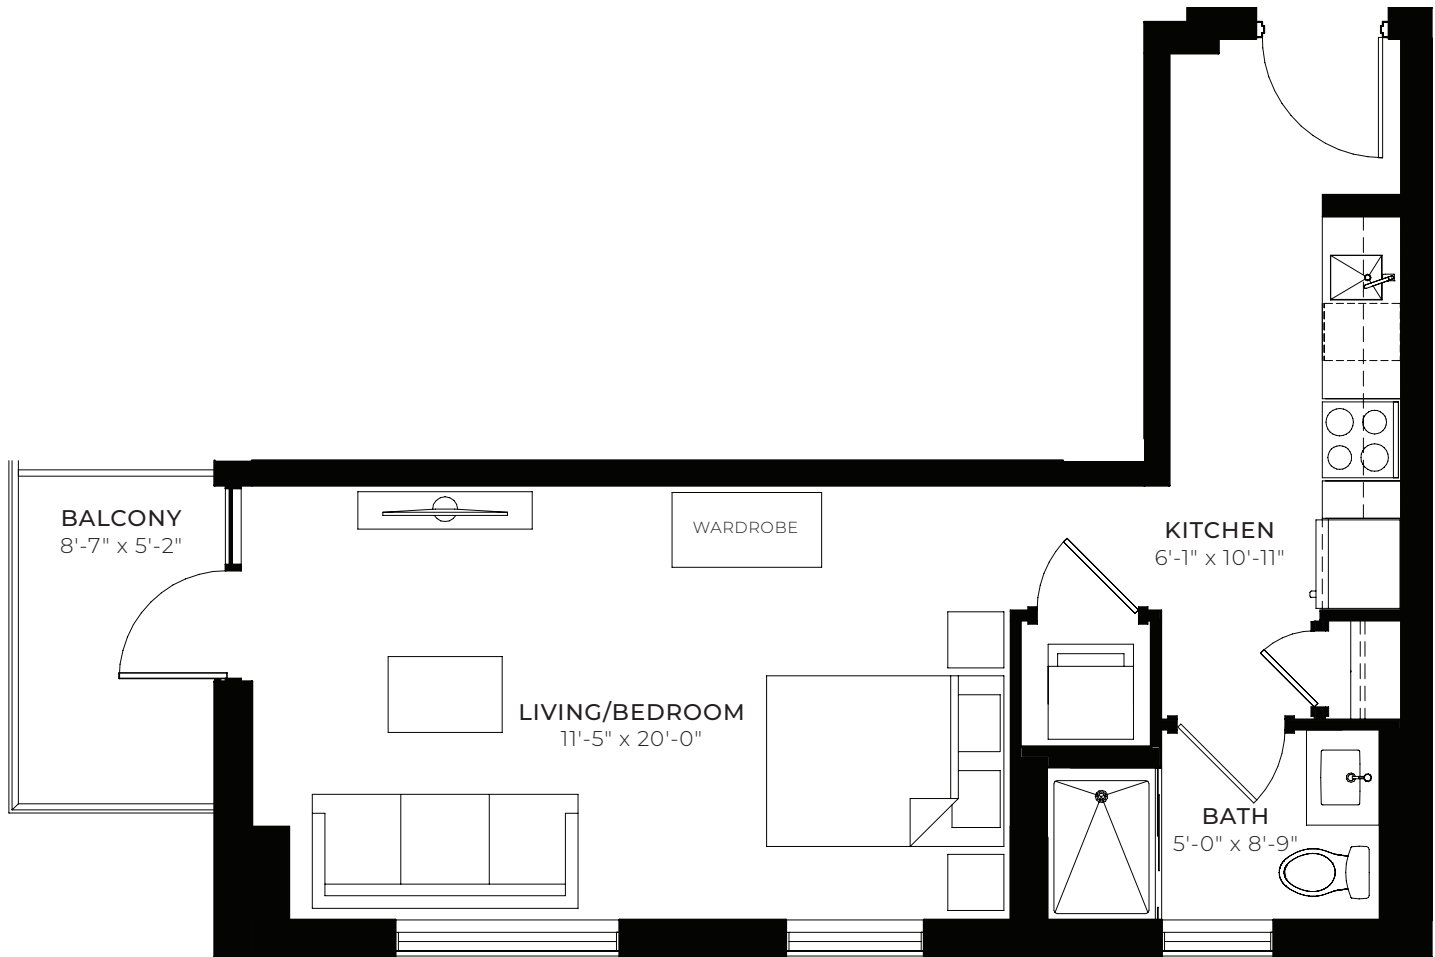 BALCONY
8'-7" x 5'-2"
WARDROBE
KITCHEN
6'-1" x 10'-11"
LIVING/BEDROOM
11'-5" x 20'-0"
BATH
5'-0" x 8'-9"